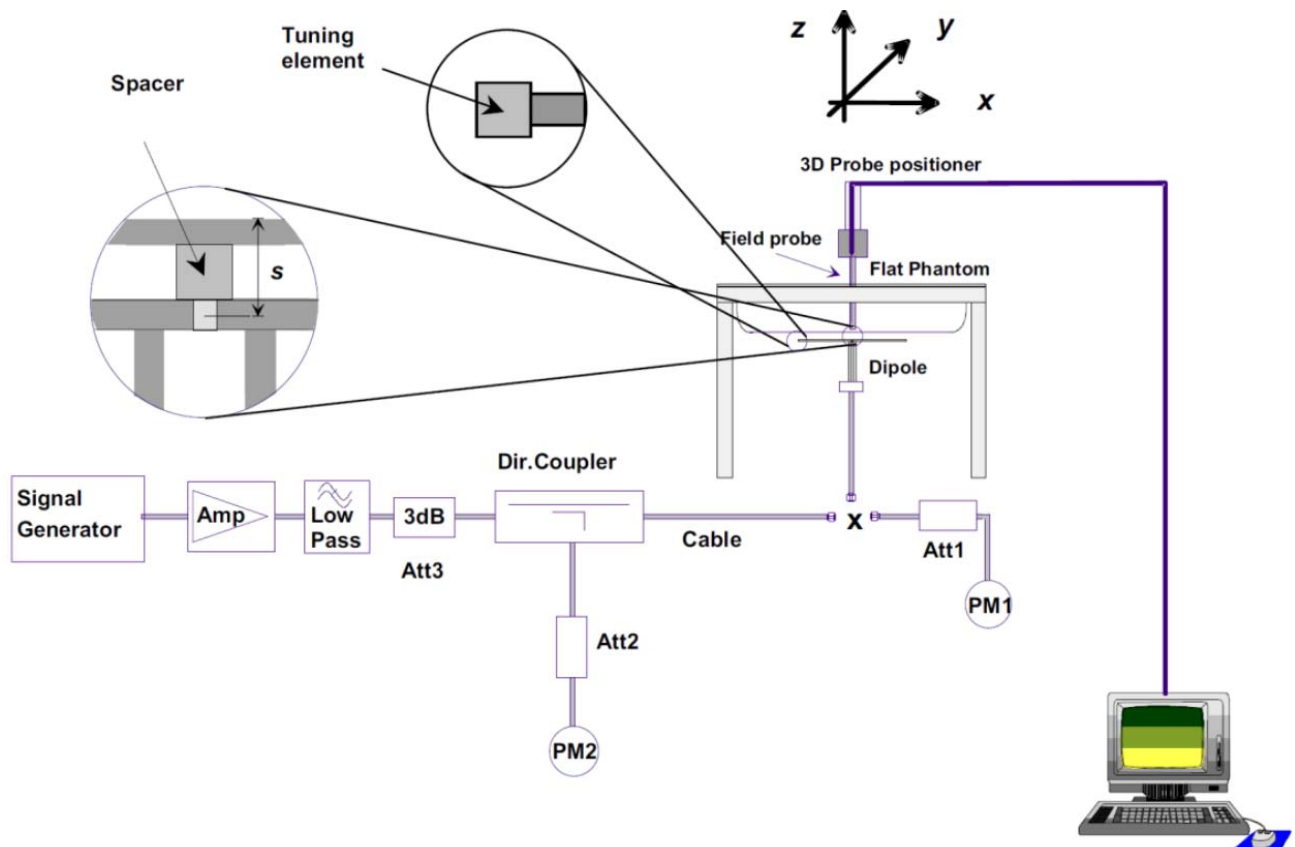 Tuning
element
Spacer
z
y
x
3D Probe positioner
s
Field probe
Flat Phantom
Dipole
Dir.Coupler
Signal
Generator
Amp
Low
Pass
3dB
Att3
Cable
x
Att1
PM1
Att2
PM2